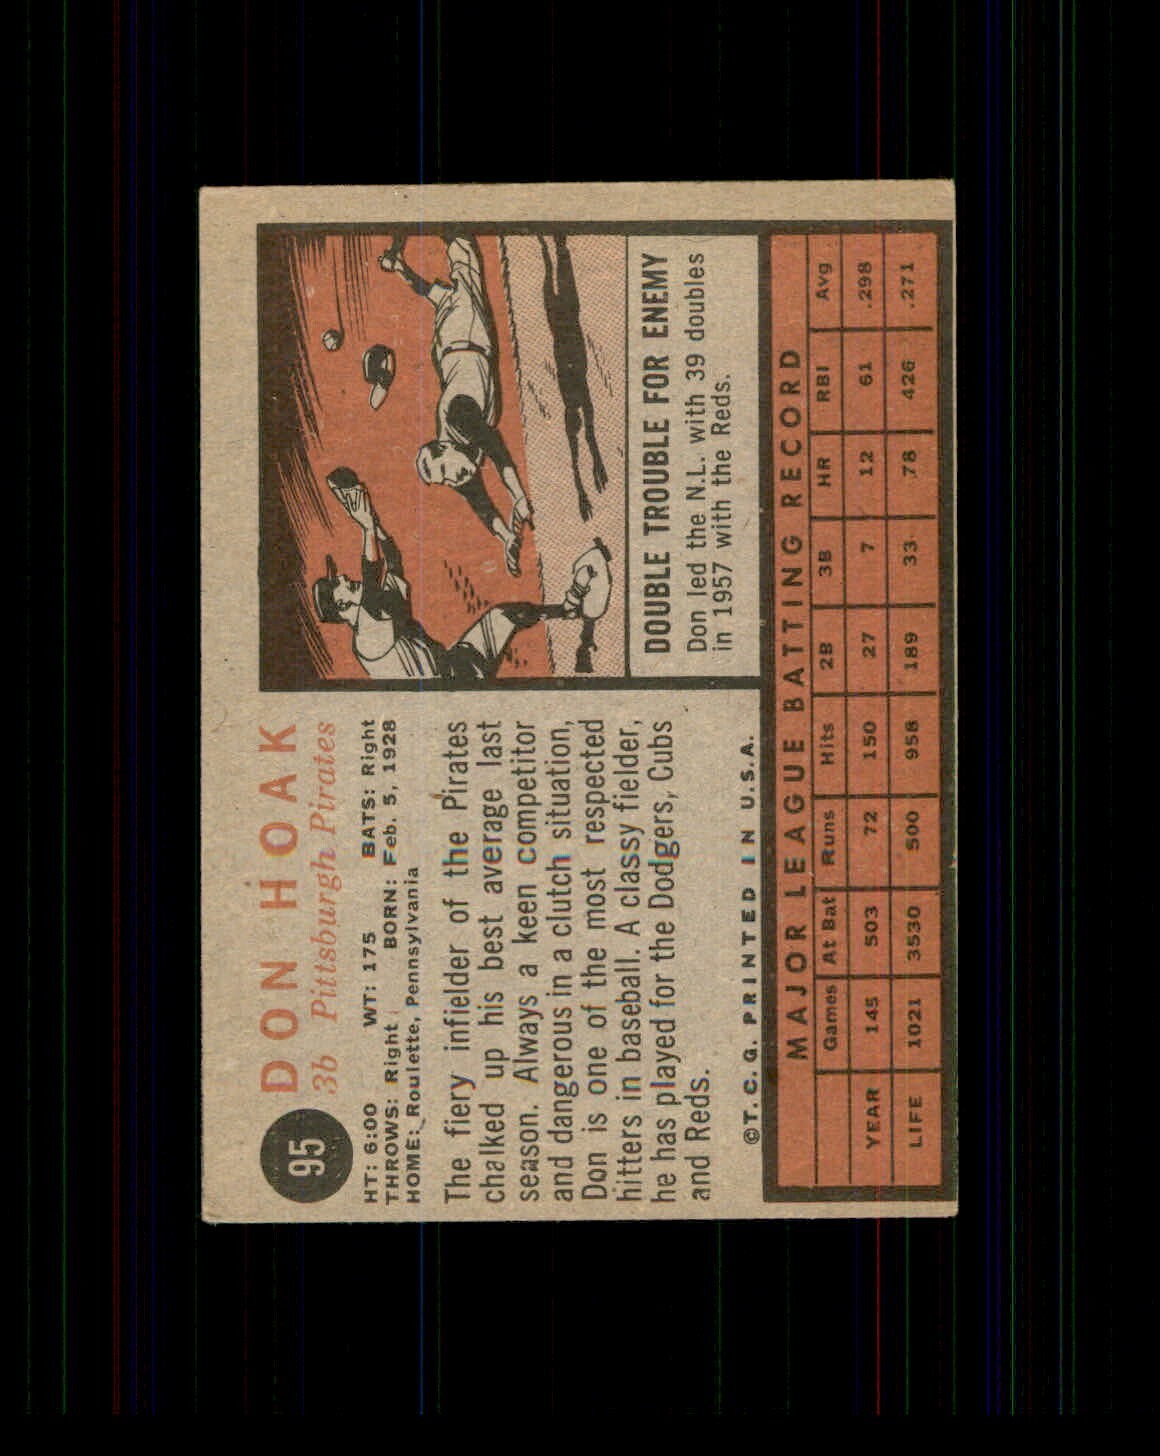 95
DON HOAK
3b Pittsburgh Pirates
HT: 6:00 WT: 175 BATS: Right
THROWS: Right BORN: Feb. 5, 1928
HOME: Roulette, Pennsylvania
The fiery infielder of the Pirates
chalked up his best average last
season. Always a keen competitor
and dangerous in a clutch situation,
Don is one of the most respected
hitters in baseball. A classy fielder,
he has played for the Dodgers, Cubs
and Reds.
©T.C.G. PRINTED IN U.S.A.
DOUBLE TROUBLE FOR ENEMY
Don led the N.L. with 39 doubles
in 1957 with the Reds.
MAJOR LEAGUE BATTING RECORD
Games At Bat Runs Hits 2B 3B HR RBI Avg
YEAR 145 503 72 150 27 7 12 61 .298
LIFE 1021 3530 500 958 189 33 78 426 .271